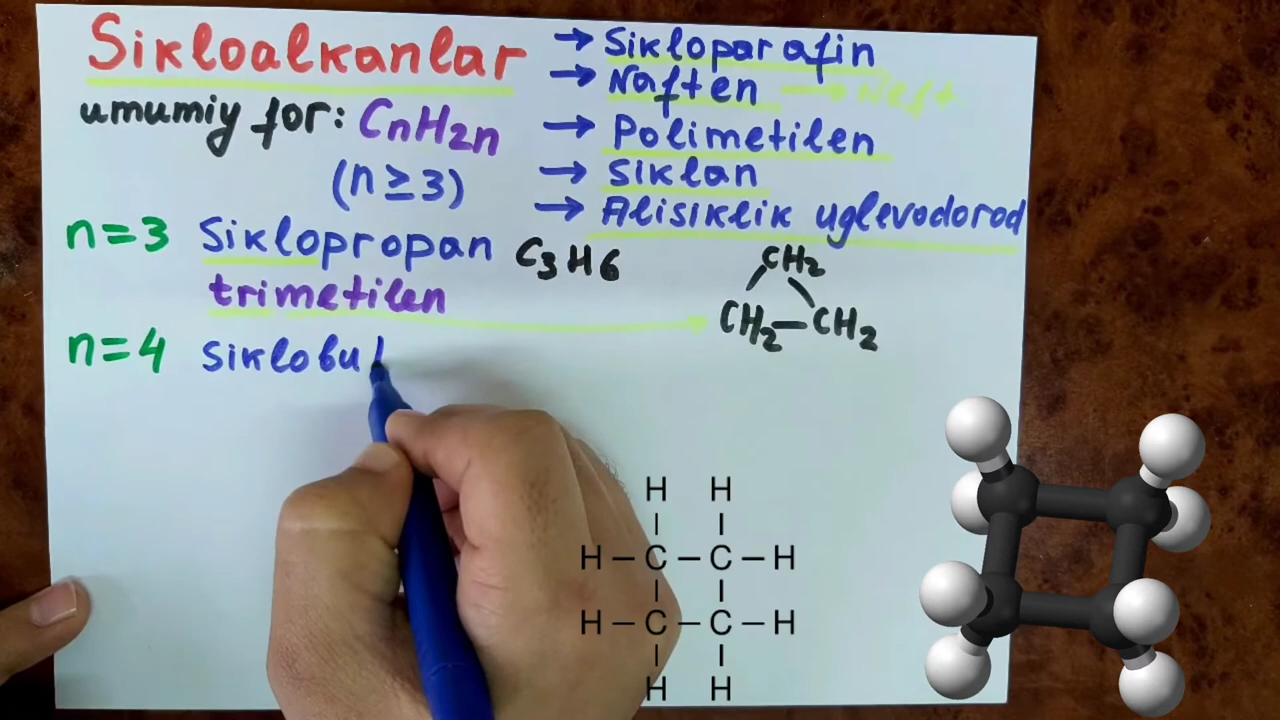 Sikloalkanlar
→ Sikloparafin
→ Naften → Neft
umumiy for: CnH2n
→ Polimetilen
(n ≥ 3)
→ Siklan
→ Alisiklik uglevodorod
n=3 Siklopropan C3H6
trimetilen
CH2
CH2—CH2
n=4 siklobu
H H
H—C—C—H
H—C—C—H
H H